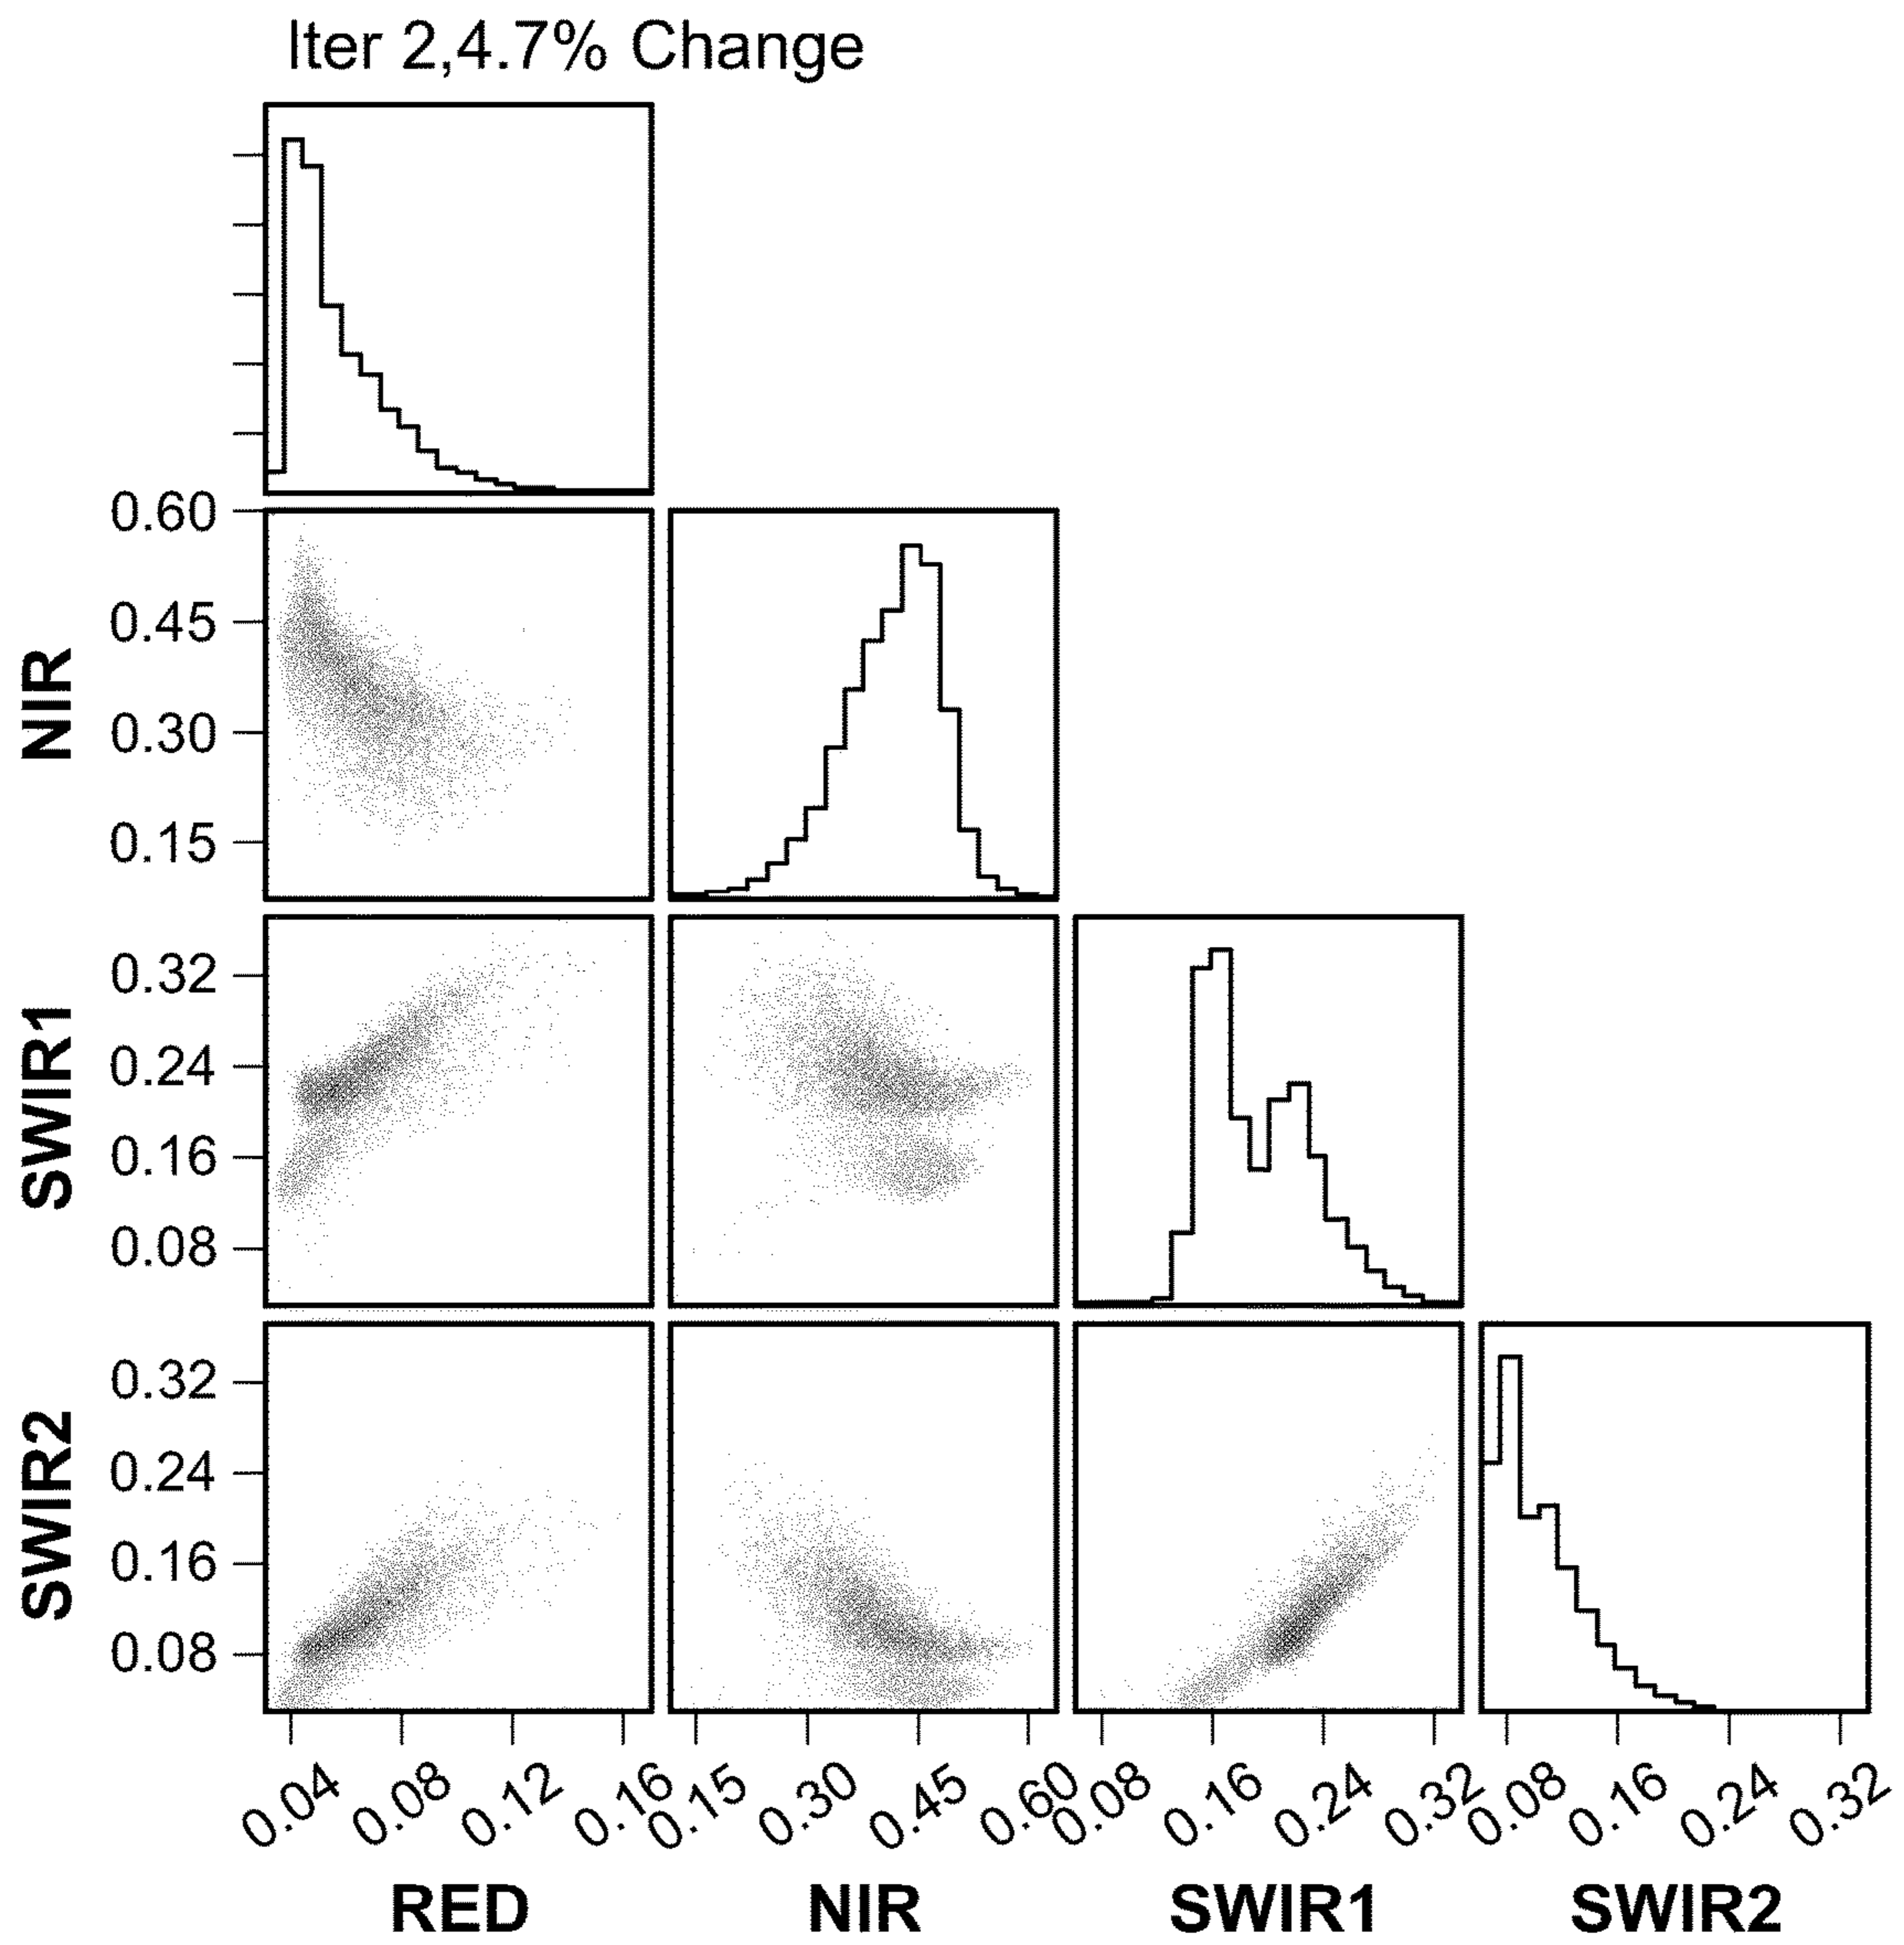 Iter 2,4.7% Change
0.60
0.45
0.30
0.15
NIR
0.32
0.24
0.16
0.08
SWIR1
0.32
0.24
0.16
0.08
SWIR2
0.04 0.08 0.12 0.16 0.15 0.30 0.45 0.60 0.08 0.16 0.24 0.32 0.08 0.16 0.24 0.32
RED NIR SWIR1 SWIR2